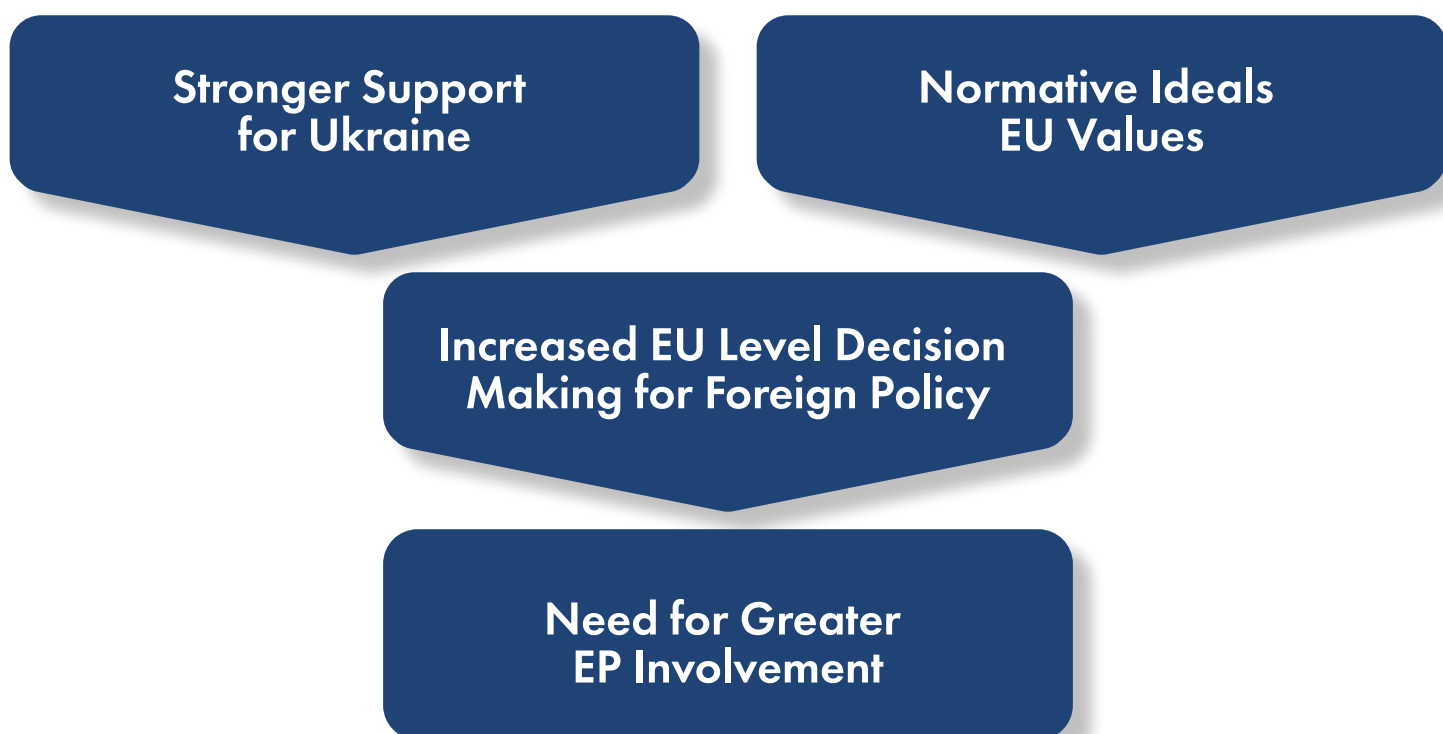 Stronger Support
for Ukraine
Normative Ideals
EU Values
Increased EU Level Decision
Making for Foreign Policy
Need for Greater
EP Involvement